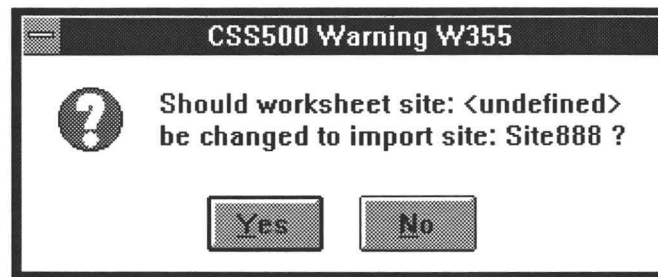 CSS500 Warning W355
Should worksheet site: <undefined>
be changed to import site: Site888 ?
Yes
No